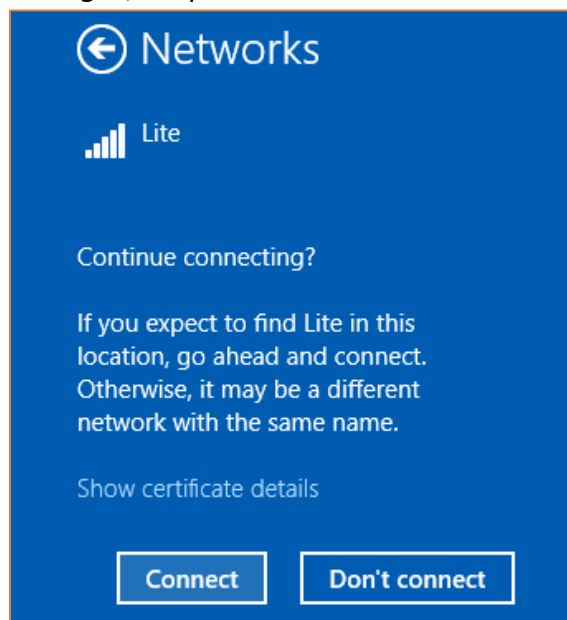 Networks
Lite
Continue connecting?
If you expect to find Lite in this
location, go ahead and connect.
Otherwise, it may be a different
network with the same name.
Show certificate details
Connect
Don't connect